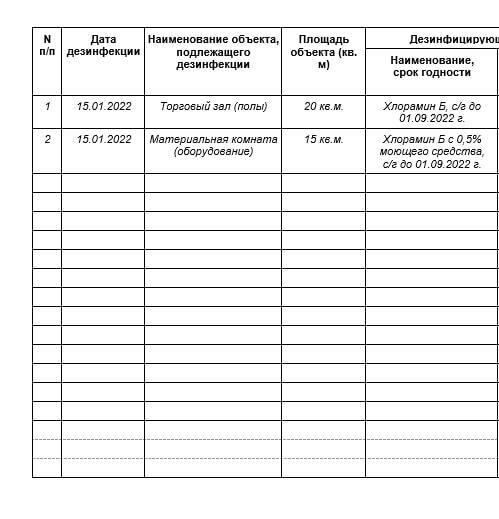 N
п/п
Дата
дезинфекции
Наименование объекта,
подлежащего
дезинфекции
Площадь
объекта (кв.
м)
Дезинфицирующ
Наименование,
срок годности
1
15.01.2022
Торговый зал (полы)
20 кв.м.
Хлорамин Б, с/г до
01.09.2022 г.
2
15.01.2022
Материальная комната
(оборудование)
15 кв.м.
Хлорамин Б с 0,5%
моющего средства,
с/г до 01.09.2022 г.